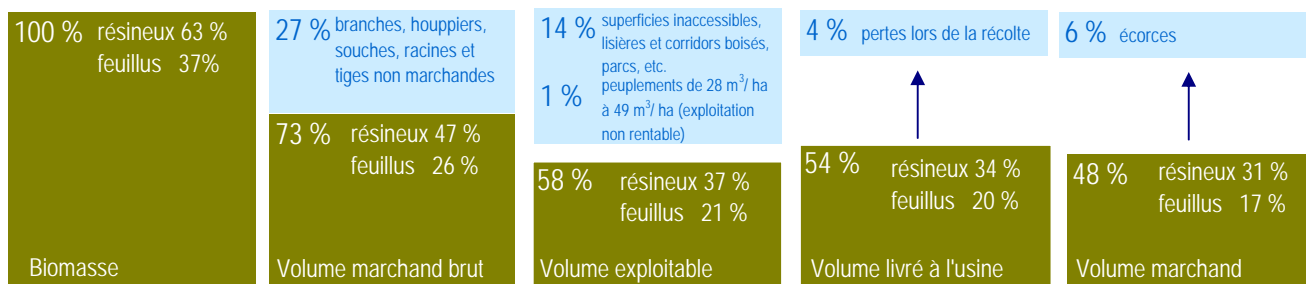 100 % résineux 63 %
feuillus 37%
Biomasse
27 % branches, houppiers,
souches, racines et
tiges non marchandes
73 % résineux 47 %
feuillus 26 %
Volume marchand brut
14 % superficies inaccessibles,
lisières et corridors boisés,
parcs, etc.
1 % peuplements de 28 m³/ ha
à 49 m³/ ha (exploitation
non rentable)
58 % résineux 37 %
feuillus 21 %
Volume exploitable
4 % pertes lors de la récolte
54 % résineux 34 %
feuillus 20 %
Volume livré à l'usine
6 % écorces
48 % résineux 31 %
feuillus 17 %
Volume marchand